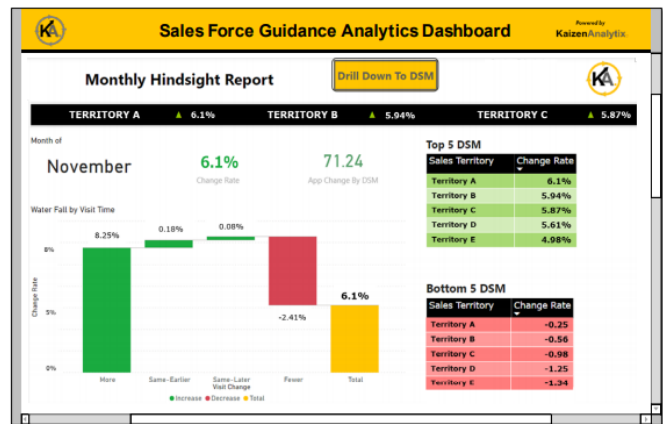 KA
Sales Force Guidance Analytics Dashboard
Powered by
KaizenAnalytix.
Monthly Hindsight Report
Drill Down To DSM
KA
TERRITORY A ▲ 6.1% TERRITORY B ▲ 5.94% TERRITORY C ▲ 5.87%
Month of
November
6.1%
Change Rate
71.24
App Change By DSM
Top 5 DSM
Sales Territory Change Rate
Territory A 6.1%
Territory B 5.94%
Territory C 5.87%
Territory D 5.61%
Territory E 4.98%
Water Fall by Visit Time
8.25%
0.18%
0.08%
-2.41%
6.1%
8%
5%
0%
Change Rate
More
Same-Earlier
Same-Later
Fewer
Total
Visit Change
Increase Decrease Total
Bottom 5 DSM
Sales Territory Change Rate
Territory A -0.25
Territory B -0.56
Territory C -0.98
Territory D -1.25
Territory E -1.34